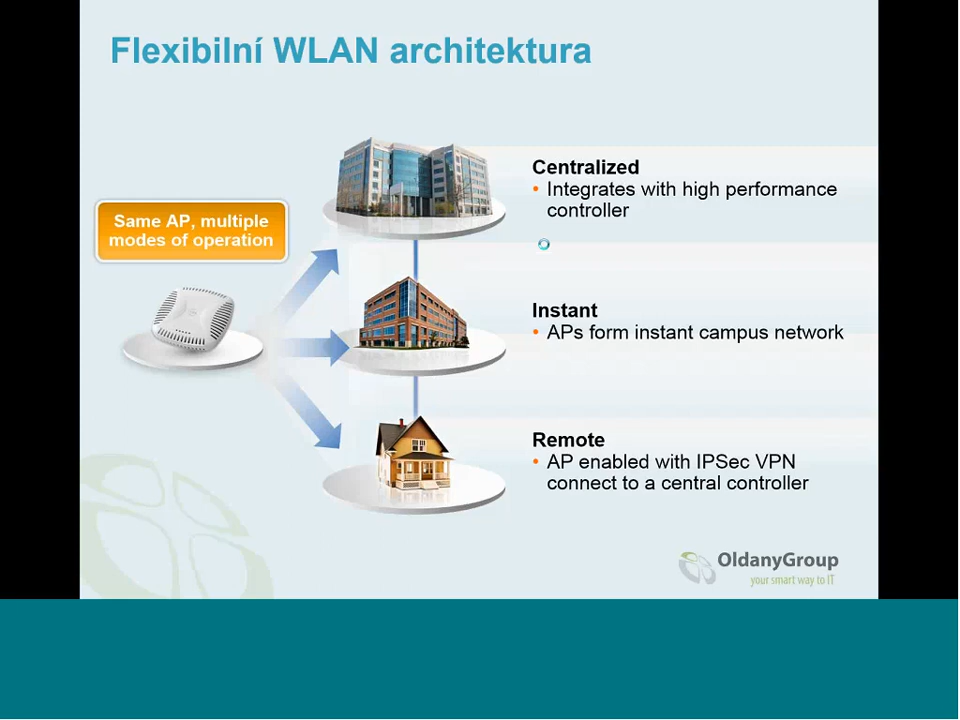 Flexibilní WLAN architektura
Same AP, multiple
modes of operation
Centralized
• Integrates with high performance
controller
Instant
• APs form instant campus network
Remote
• AP enabled with IPSec VPN
connect to a central controller
OldanyGroup
your smart way to IT